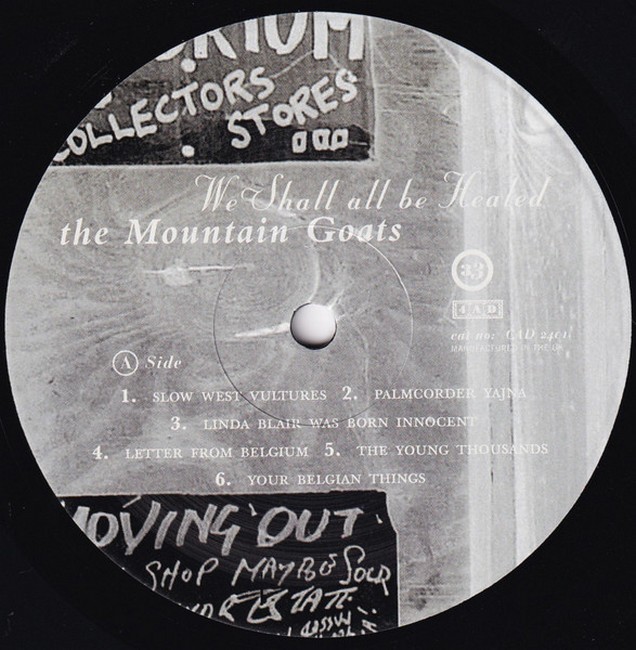 COLLECTORS
STORES
We Shall all be Healed
the Mountain Goats
33
4AD
cat no: CAD 2401
MANUFACTURED IN THE UK
A Side
1. SLOW WEST VULTURES 2. PALMCORDER YAJNA
3. LINDA BLAIR WAS BORN INNOCENT
4. LETTER FROM BELGIUM 5. THE YOUNG THOUSANDS
6. YOUR BELGIAN THINGS
MOVING OUT
SHOP MAYBE SOLD